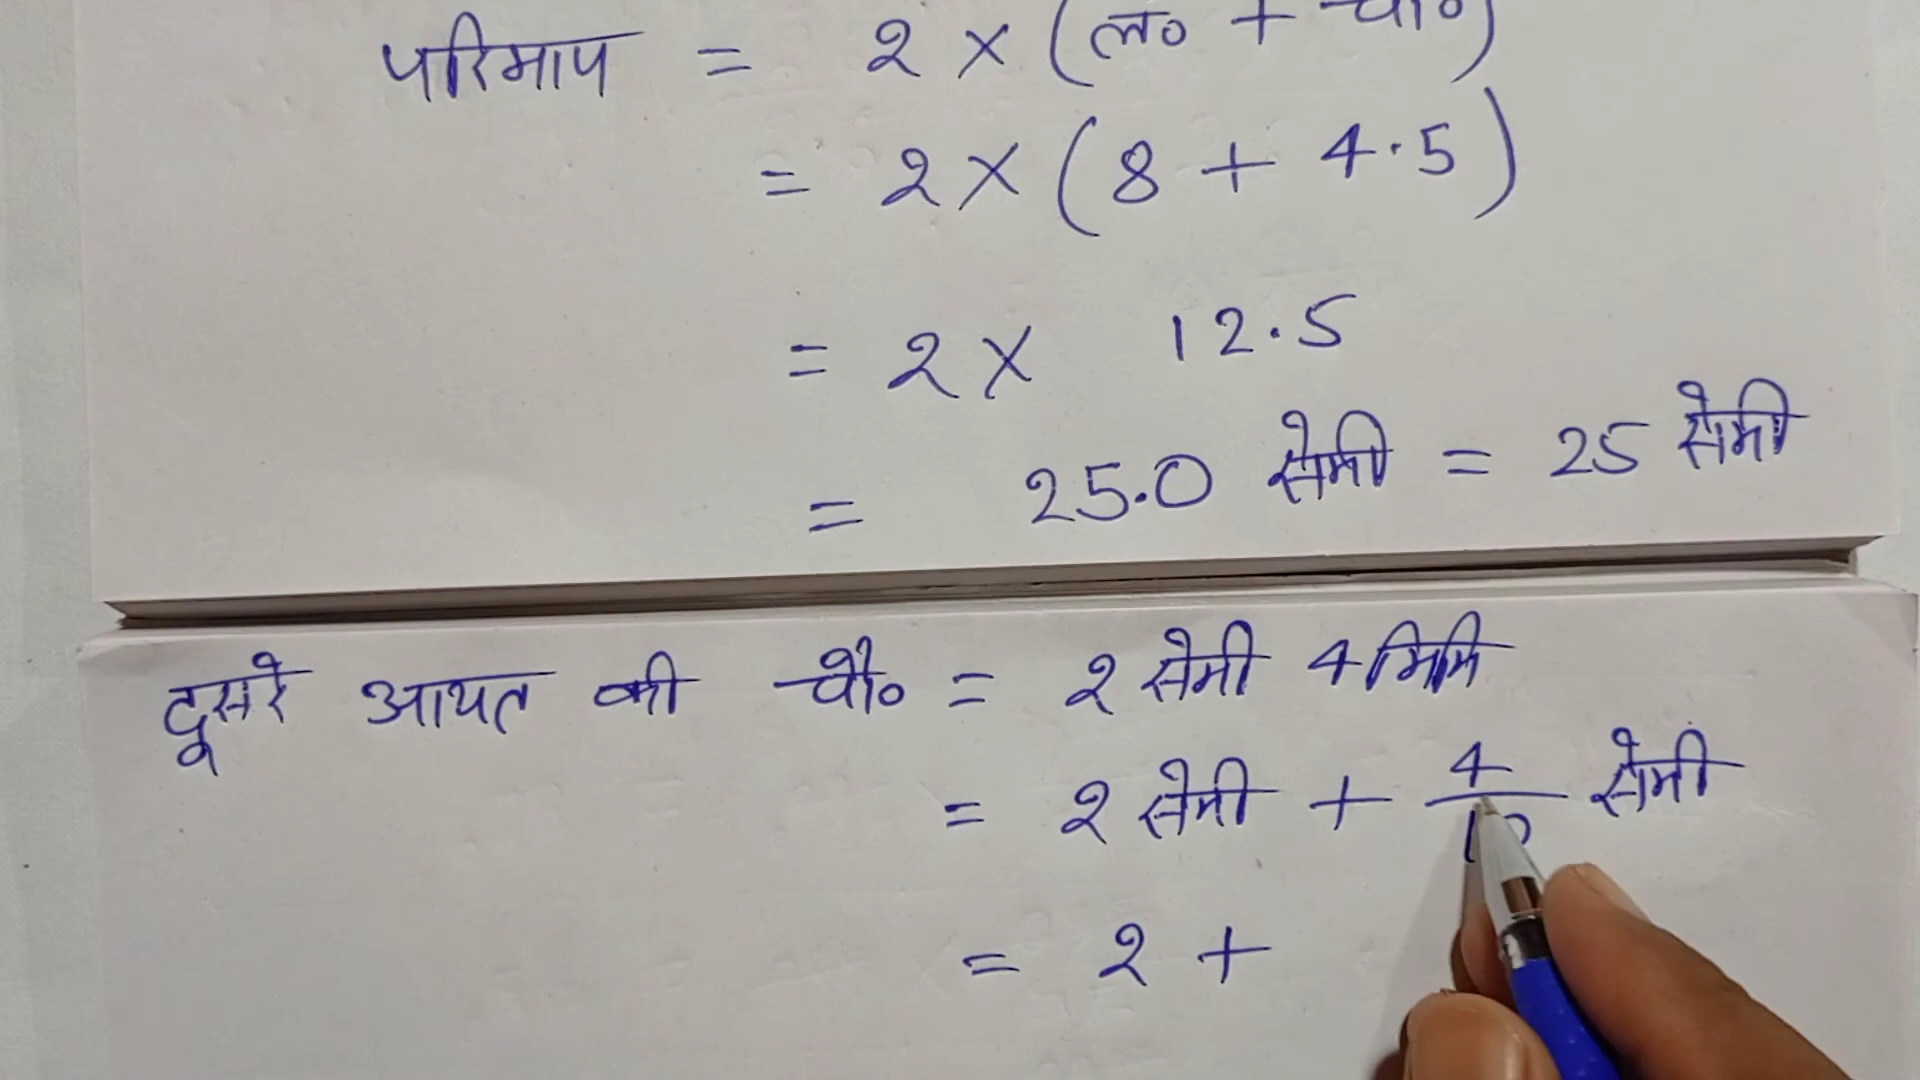 परिमाप = 2 × (ल० + चौ०)
= 2 × (8 + 4.5)
= 2 × 12.5
= 25.0 सेमी = 25 सेमी
दूसरे आयत की चौ० = 2 सेमी 4 मिमि
= 2 सेमी + 4/10 सेमी
= 2 +